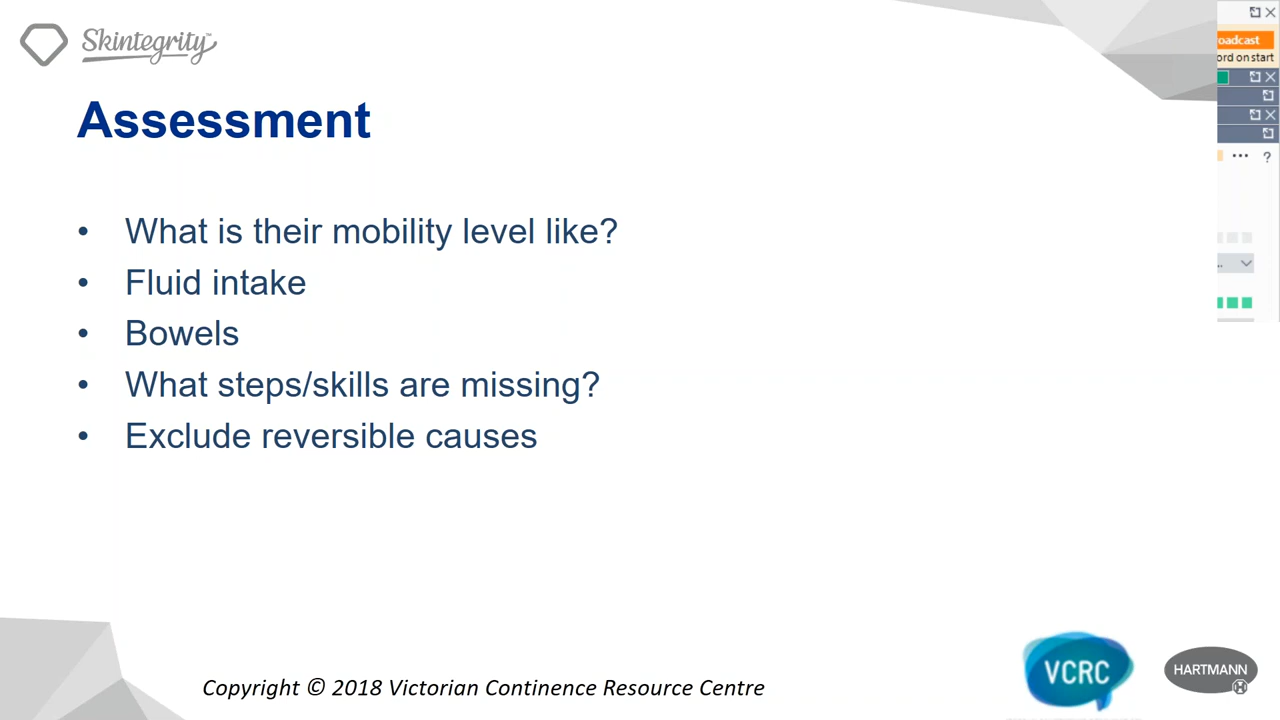 Skintegrity™
oadcast
ord on start
Assessment
• What is their mobility level like?
• Fluid intake
• Bowels
• What steps/skills are missing?
• Exclude reversible causes
Copyright © 2018 Victorian Continence Resource Centre
VCRC
HARTMANN